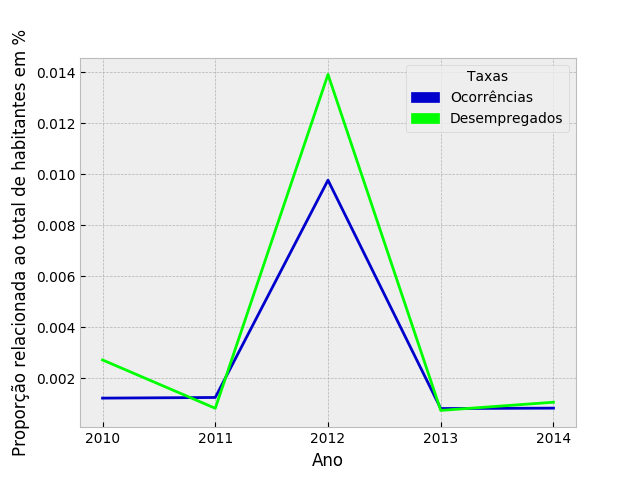 Proporção relacionada ao total de habitantes em %
0.014
0.012
0.010
0.008
0.006
0.004
0.002
Taxas
Ocorrências
Desempregados
2010 2011 2012 2013 2014
Ano